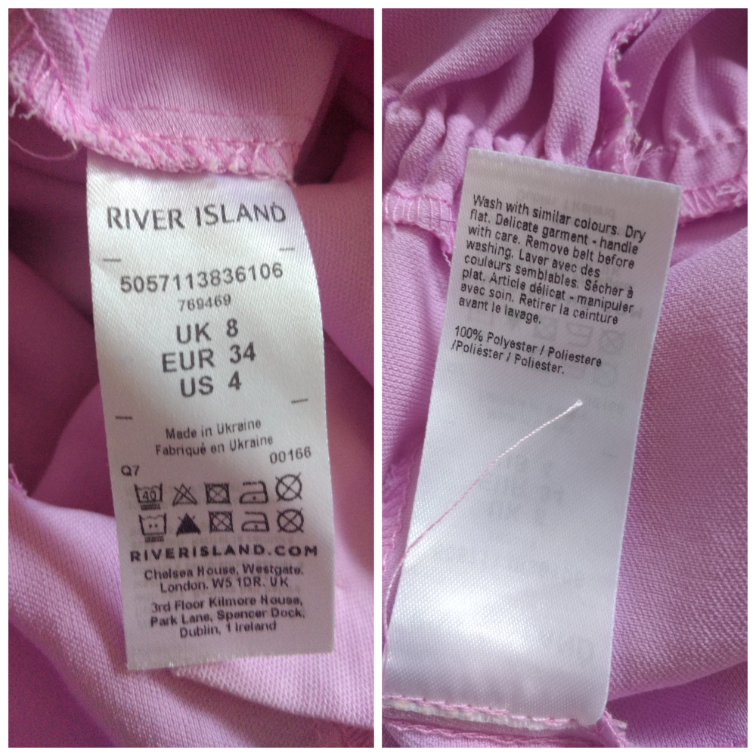 RIVER ISLAND
5057113836106
769469
UK 8
EUR 34
US 4
Made in Ukraine
Fabriqué en Ukraine
00166
Q7
40
RIVERISLAND.COM
Chelsea House, Westgate,
London. W5 1DR. UK
3rd Floor Kilmore House,
Park Lane, Spencer Dock,
Dublin, 1 Ireland
Wash with similar colours. Dry
flat. Delicate garment - handle
with care. Remove belt before
washing. Laver avec des
couleurs semblables. Sécher à
plat. Article délicat - manipuler
avec soin. Retirer la ceinture
avant le lavage.
100% Polyester / Poliestere
/Poliéster / Poliester.